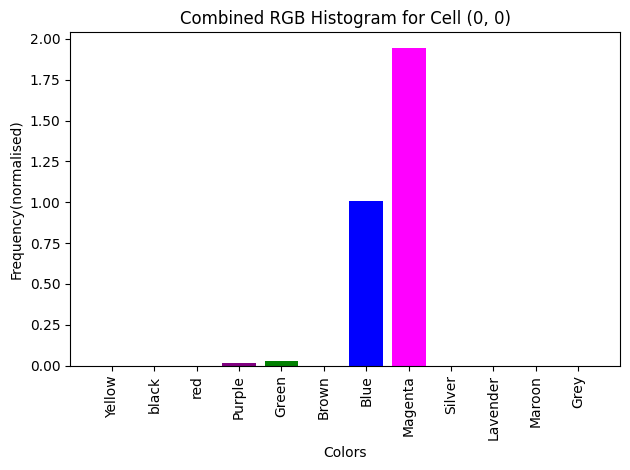 Combined RGB Histogram for Cell (0, 0)
2.00
1.75
1.50
1.25
1.00
0.75
0.50
0.25
0.00
Frequency(normalised)
Yellow
black
red
Purple
Green
Brown
Blue
Magenta
Silver
Lavender
Maroon
Grey
Colors